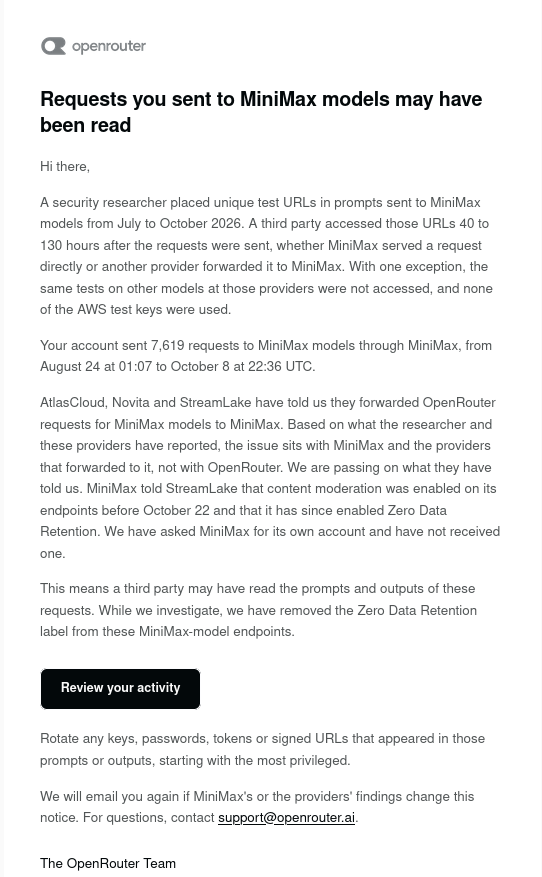 openrouter
Requests you sent to MiniMax models may have
been read
Hi there,
A security researcher placed unique test URLs in prompts sent to MiniMax
models from July to October 2026. A third party accessed those URLs 40 to
130 hours after the requests were sent, whether MiniMax served a request
directly or another provider forwarded it to MiniMax. With one exception, the
same tests on other models at those providers were not accessed, and none
of the AWS test keys were used.
Your account sent 7,619 requests to MiniMax models through MiniMax, from
August 24 at 01:07 to October 8 at 22:36 UTC.
AtlasCloud, Novita and StreamLake have told us they forwarded OpenRouter
requests for MiniMax models to MiniMax. Based on what the researcher and
these providers have reported, the issue sits with MiniMax and the providers
that forwarded to it, not with OpenRouter. We are passing on what they have
told us. MiniMax told StreamLake that content moderation was enabled on its
endpoints before October 22 and that it has since enabled Zero Data
Retention. We have asked MiniMax for its own account and have not received
one.
This means a third party may have read the prompts and outputs of these
requests. While we investigate, we have removed the Zero Data Retention
label from these MiniMax-model endpoints.
Review your activity
Rotate any keys, passwords, tokens or signed URLs that appeared in those
prompts or outputs, starting with the most privileged.
We will email you again if MiniMax's or the providers' findings change this
notice. For questions, contact support@openrouter.ai.
The OpenRouter Team